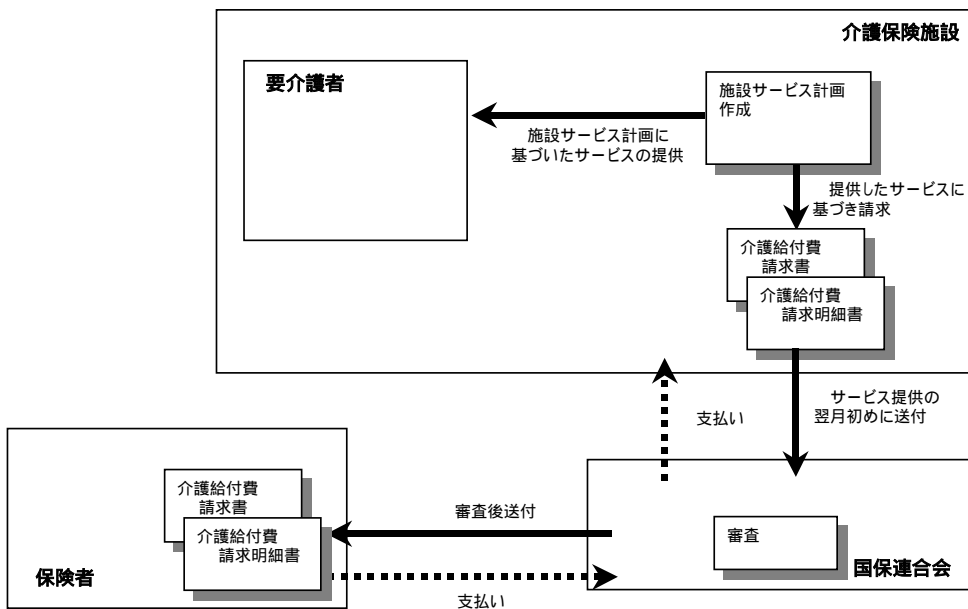 介護保険施設
要介護者
施設サービス計画
作成
施設サービス計画に
基づいたサービスの提供
提供したサービスに
基づき請求
介護給付費
請求書
介護給付費
請求明細書
サービス提供の
翌月初めに送付
支払い
介護給付費
請求書
介護給付費
請求明細書
保険者
審査後送付
審査
国保連合会
支払い